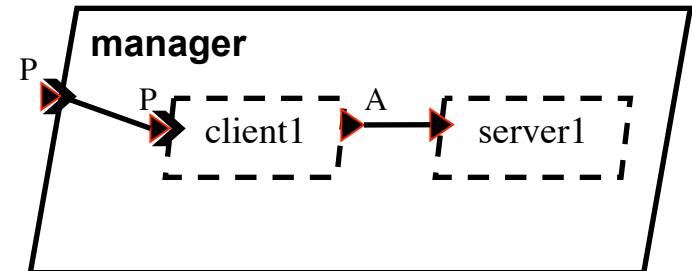 manager
P
P
A
client1
server1